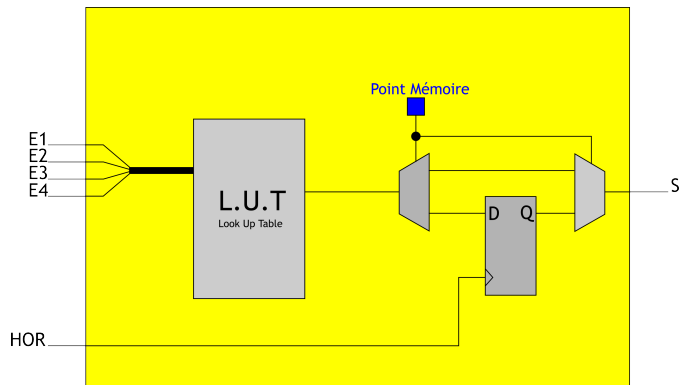 Point Mémoire
E1
E2
E3
E4
L.U.T
Look Up Table
S
D Q
HOR